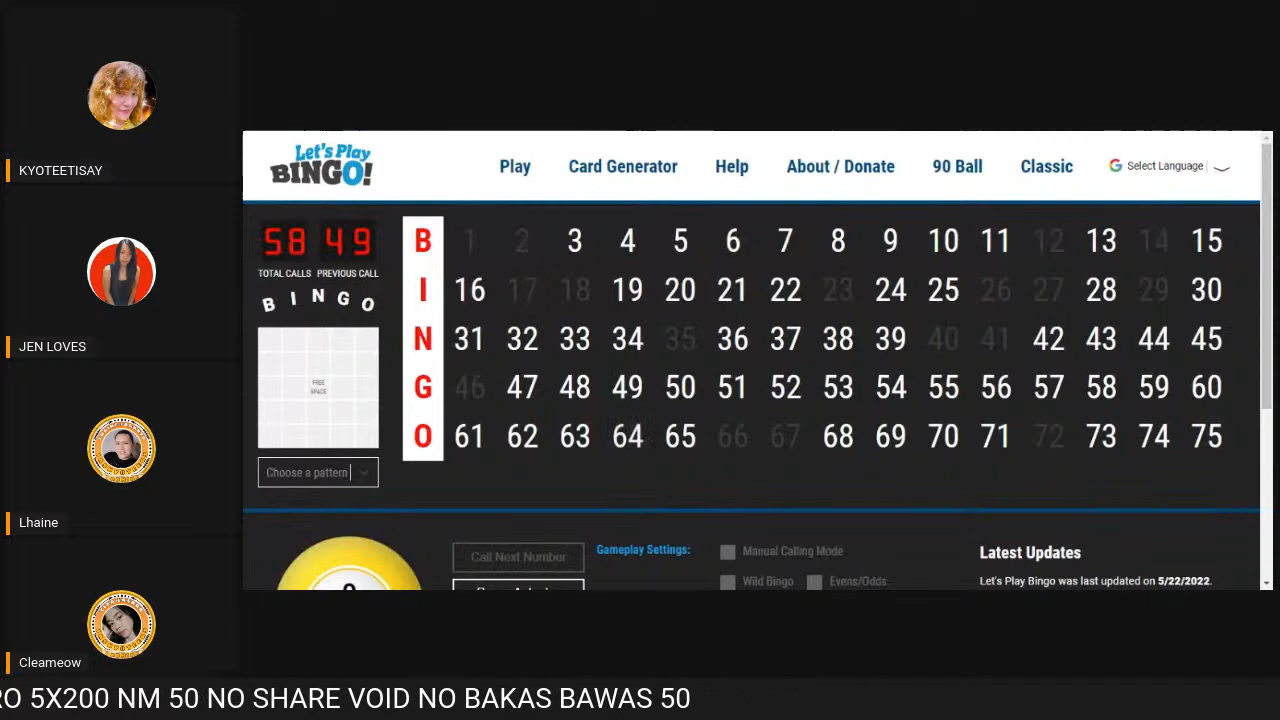 KYOTEETISAY
JEN LOVES
Lhaine
Cleameow
Let's Play
BINGO!
Play Card Generator Help About / Donate 90 Ball Classic Select Language
58 49
TOTAL CALLS PREVIOUS CALL
B I N G O
FREE
SPACE
Choose a pattern
B 1 2 3 4 5 6 7 8 9 10 11 12 13 14 15
I 16 17 18 19 20 21 22 23 24 25 26 27 28 29 30
N 31 32 33 34 35 36 37 38 39 40 41 42 43 44 45
G 46 47 48 49 50 51 52 53 54 55 56 57 58 59 60
O 61 62 63 64 65 66 67 68 69 70 71 72 73 74 75
Call Next Number
Gameplay Settings:
Manual Calling Mode
Wild Bingo Evens/Odds
Latest Updates
Let's Play Bingo was last updated on 5/22/2022.
RO 5X200 NM 50 NO SHARE VOID NO BAKAS BAWAS 50